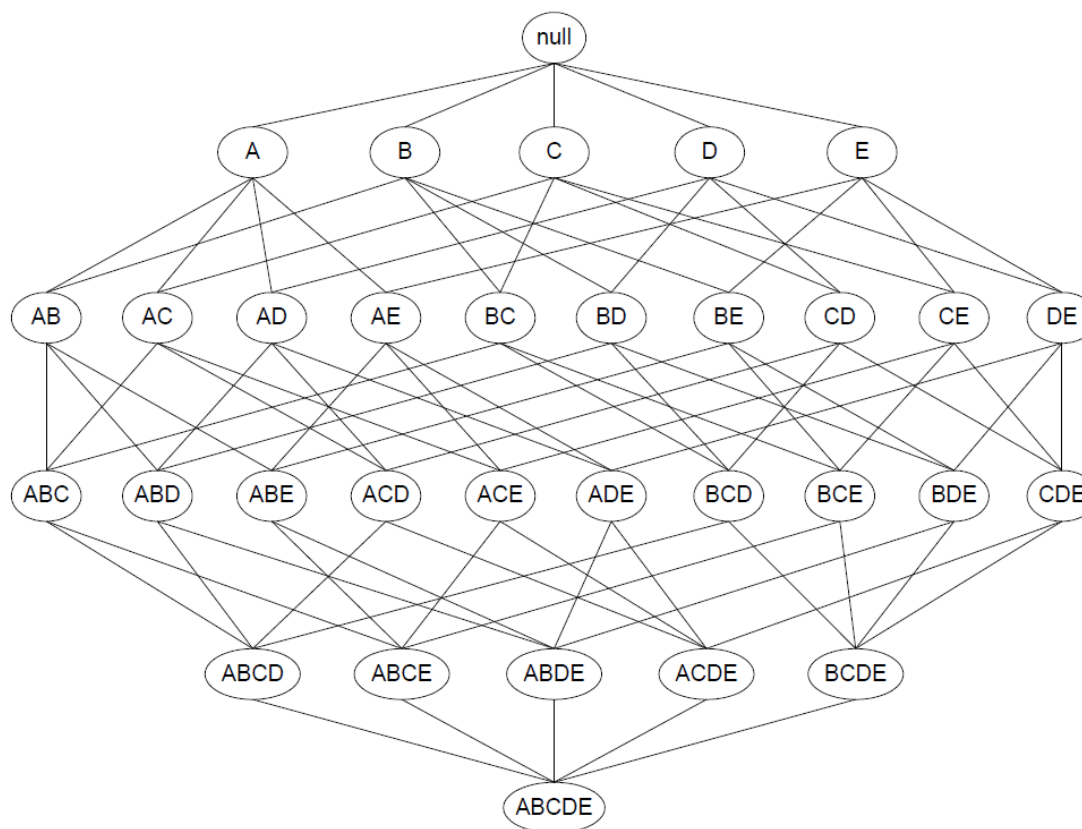 null
A B C D E
AB AC AD AE BC BD BE CD CE DE
ABC ABD ABE ACD ACE ADE BCD BCE BDE CDE
ABCD ABCE ABDE ACDE BCDE
ABCDE